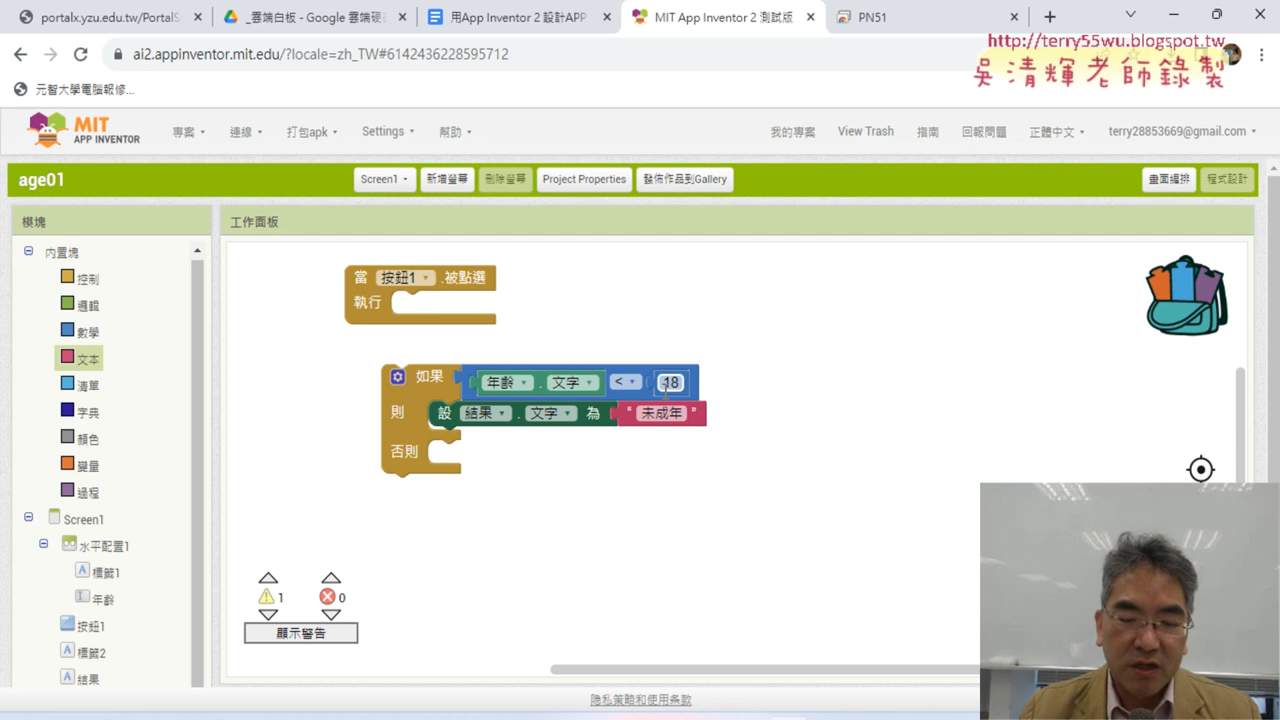 portalx.yzu.edu.tw/PortalS
_雲端白板 - Google 雲端硬
用App Inventor 2 設計APP
MIT App Inventor 2 測試版
PN51
ai2.appinventor.mit.edu/?locale=zh_TW#6142436228595712
http://terry55wu.blogspot.tw
吳清輝老師錄製
元智大學電腦報修...
MIT
APP INVENTOR
專案
連線
打包apk
Settings
幫助
我的專案
View Trash
指南
回報問題
正體中文
terry28853669@gmail.com
age01
Screen1
新增螢幕
刪除螢幕
Project Properties
發佈作品到Gallery
畫面編排
程式設計
模塊
工作面板
內置塊
控制
邏輯
數學
文本
清單
字典
顏色
變量
過程
Screen1
水平配置1
標籤1
年齡
按鈕1
標籤2
結果
當 按鈕1 .被點選
執行
如果 年齡 . 文字 < 18
則 設 結果 . 文字 為 “ 未成年 ”
否則
1
0
顯示警告
隐私策略和使用条款